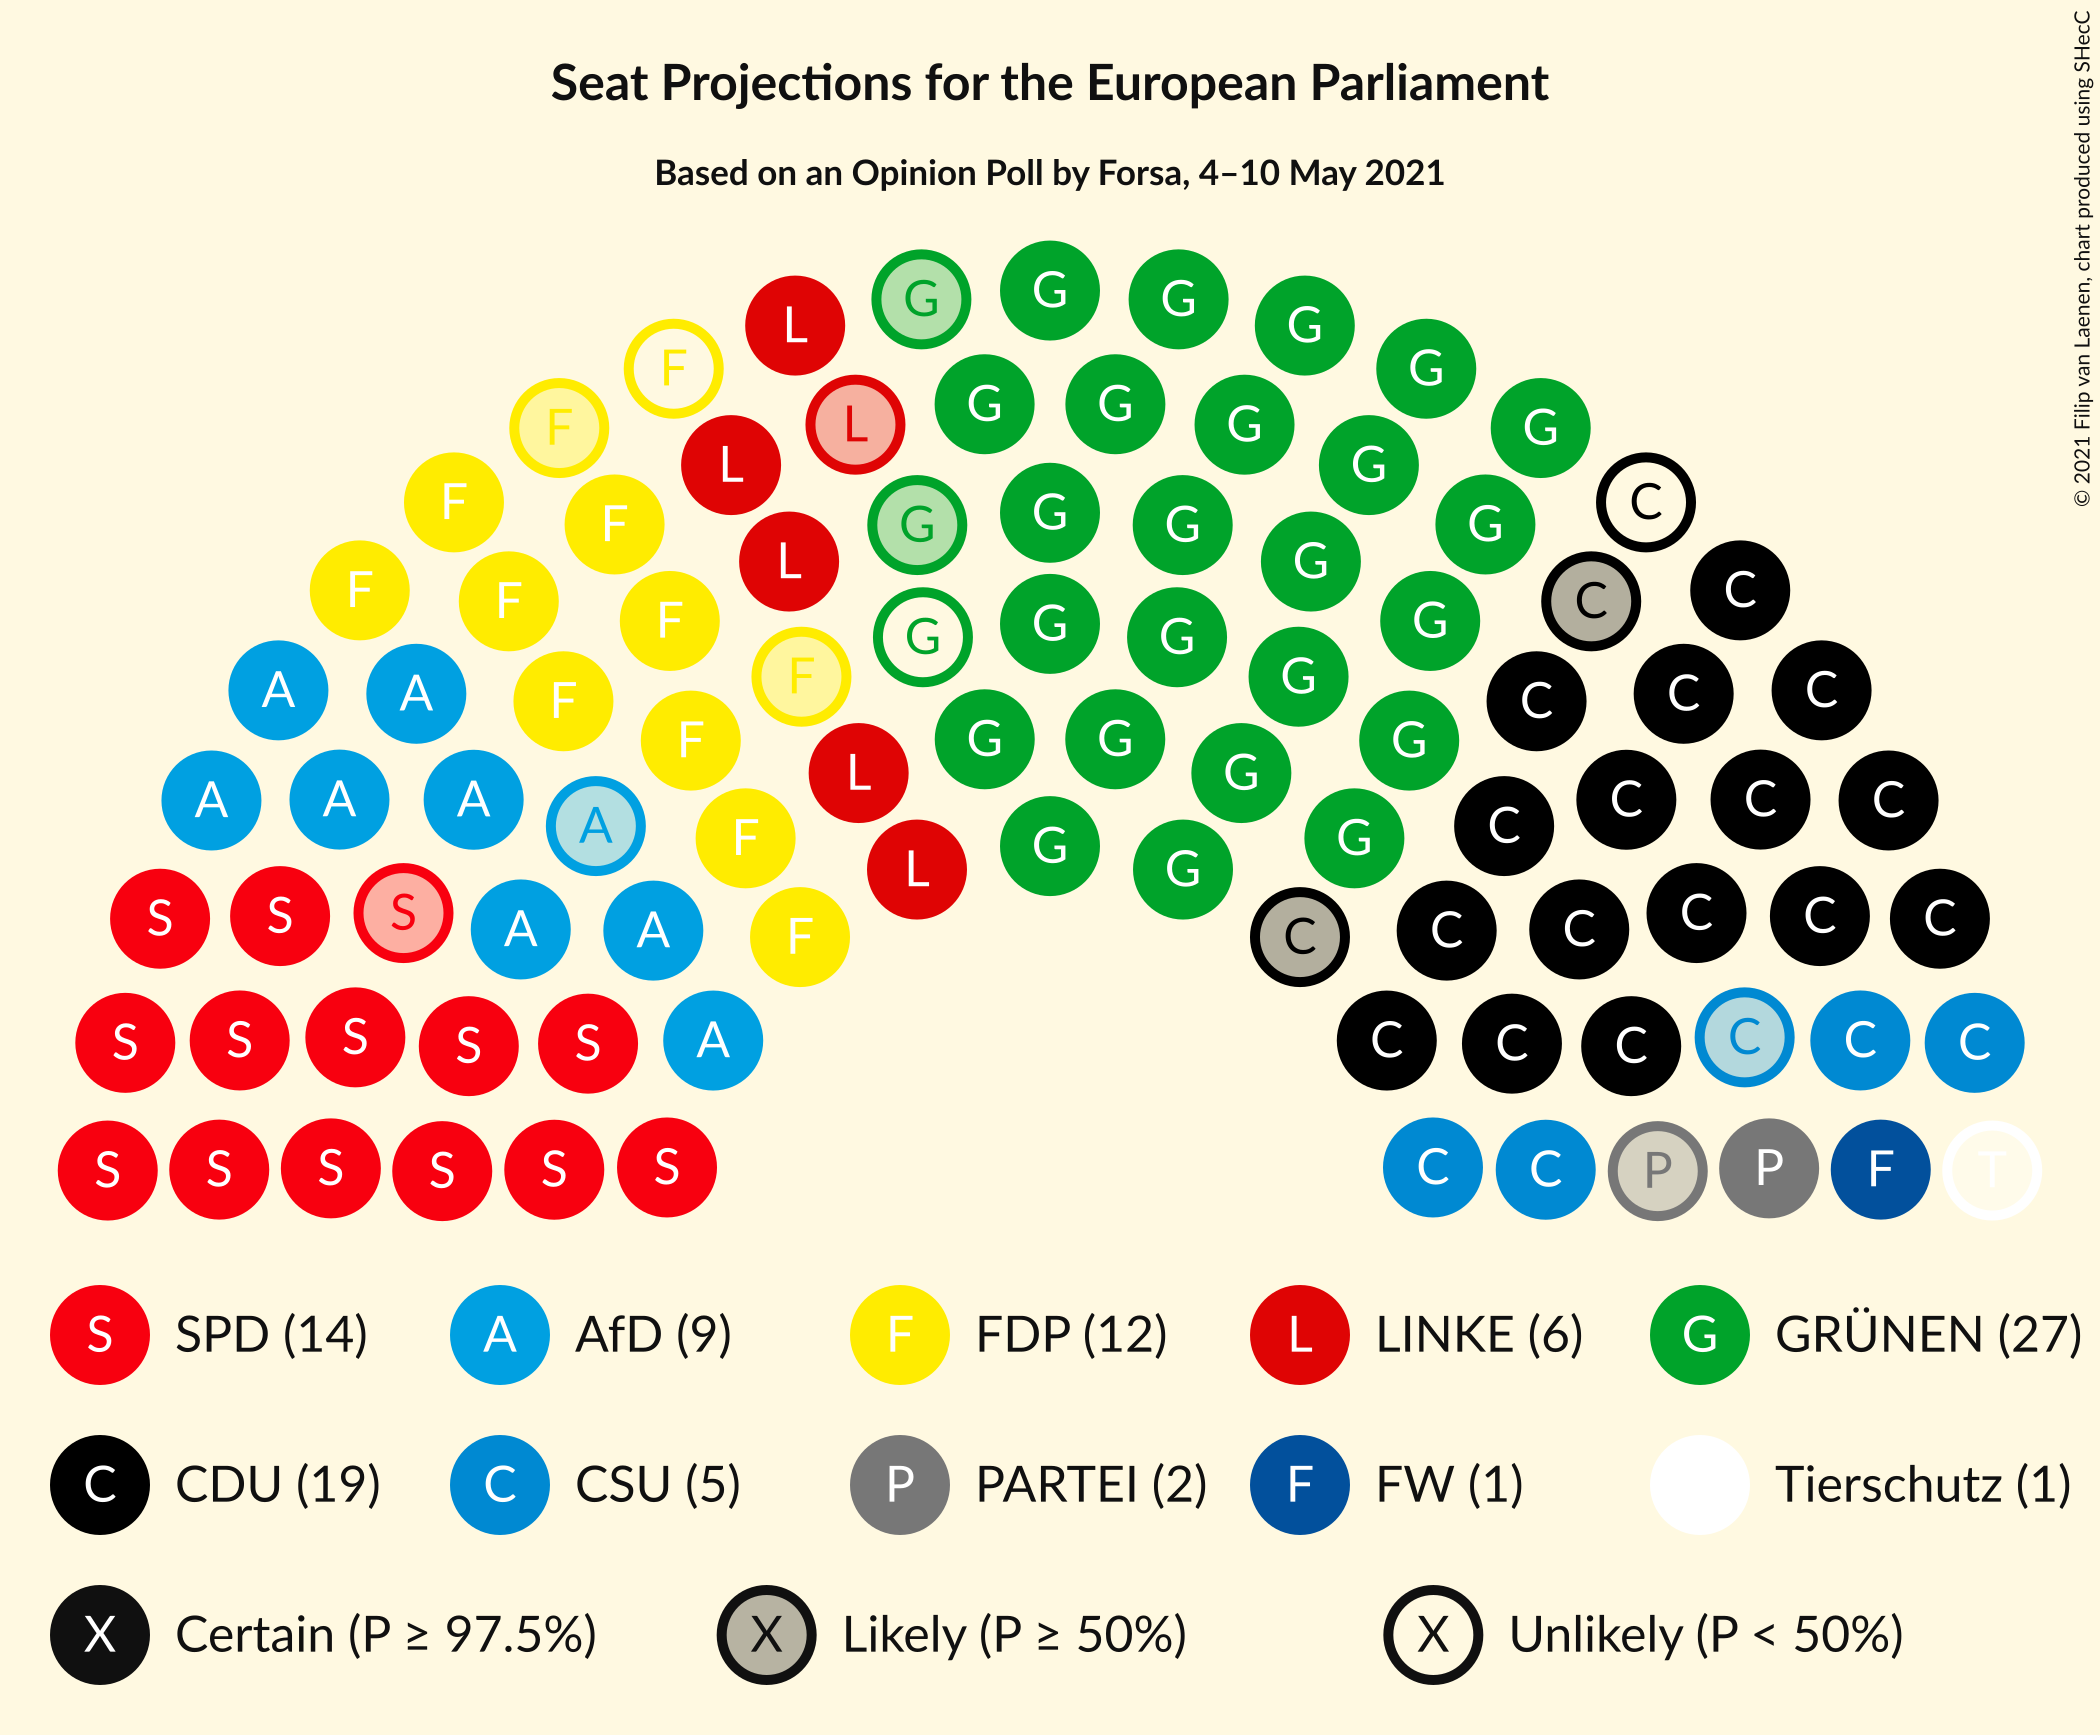 Seat Projections for the European Parliament
Based on an Opinion Poll by Forsa, 4–10 May 2021
© 2021 Filip van Laenen, chart produced using SHecC
G G G G
L G
F G G G G G
F L L G G
F F L G G G G C
F F F G G G G C C
A A F F F G G G G C C C
A A A A F L G G G G C C C C
S S S A A F L G G C C C C C C
S S S S S A C C C C C C
S S S S S S C C P P F T
S SPD (14) A AfD (9) F FDP (12) L LINKE (6) G GRÜNEN (27)
C CDU (19) C CSU (5) P PARTEI (2) F FW (1) Tierschutz (1)
X Certain (P ≥ 97.5%) X Likely (P ≥ 50%) X Unlikely (P < 50%)